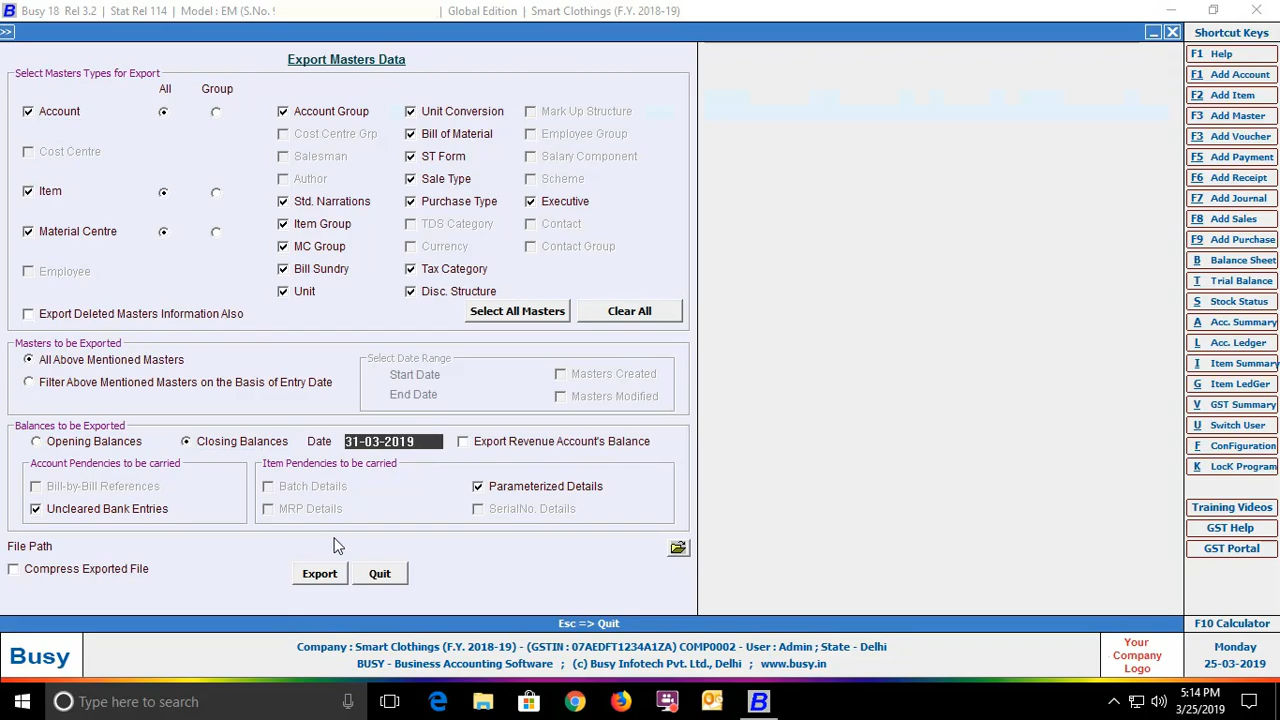 Busy 18 Rel 3.2 | Stat Rel 114 | Model : EM (S.No.
Global Edition | Smart Clothings (F.Y. 2018-19)
>>
Shortcut Keys
Export Masters Data
Select Masters Types for Export
All Group
Account Account Group Unit Conversion Mark Up Structure
Cost Centre Grp Bill of Material Employee Group
Cost Centre Salesman ST Form Salary Component
Author Sale Type Scheme
Item Std. Narrations Purchase Type Executive
Item Group TDS Category Contact
Material Centre MC Group Currency Contact Group
Employee Bill Sundry Tax Category
Unit Disc. Structure
Export Deleted Masters Information Also Select All Masters Clear All
Masters to be Exported
All Above Mentioned Masters
Filter Above Mentioned Masters on the Basis of Entry Date
Select Date Range
Start Date Masters Created
End Date Masters Modified
Balances to be Exported
Opening Balances Closing Balances Date 31-03-2019 Export Revenue Account's Balance
Account Pendencies to be carried Item Pendencies to be carried
Bill-by-Bill References Batch Details Parameterized Details
Uncleared Bank Entries MRP Details SerialNo. Details
File Path
Compress Exported File Export Quit
F1 Help
F1 Add Account
F2 Add Item
F3 Add Master
F3 Add Voucher
F5 Add Payment
F6 Add Receipt
F7 Add Journal
F8 Add Sales
F9 Add Purchase
B Balance Sheet
T Trial Balance
S Stock Status
A Acc. Summary
L Acc. Ledger
I Item Summary
G Item LedGer
V GST Summary
U Switch User
F ConFiguration
K LocK Program
Training Videos
GST Help
GST Portal
Esc => Quit
F10 Calculator
Busy
Company : Smart Clothings (F.Y. 2018-19) - (GSTIN : 07AEDFT1234A1ZA) COMP0002 - User : Admin ; State - Delhi
BUSY - Business Accounting Software ; (c) Busy Infotech Pvt. Ltd., Delhi ; www.busy.in
Your
Company
Logo
Monday
25-03-2019
Type here to search
5:14 PM
3/25/2019